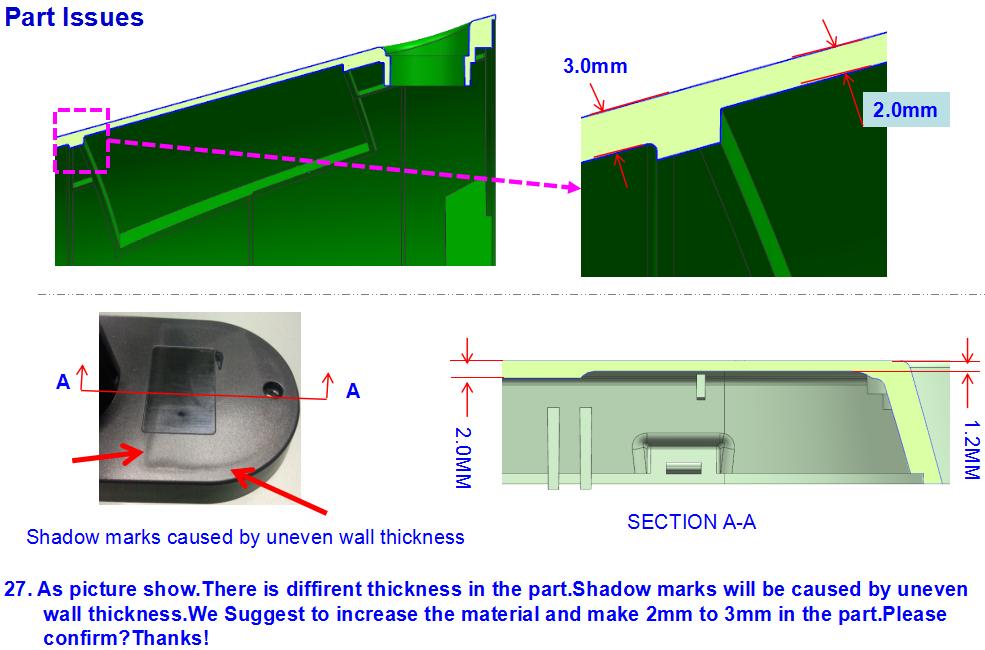 Part Issues
3.0mm
2.0mm
A
A
2.0MM
1.2MM
Shadow marks caused by uneven wall thickness
SECTION A-A
27. As picture show.There is diffirent thickness in the part.Shadow marks will be caused by uneven
wall thickness.We Suggest to increase the material and make 2mm to 3mm in the part.Please
confirm?Thanks!